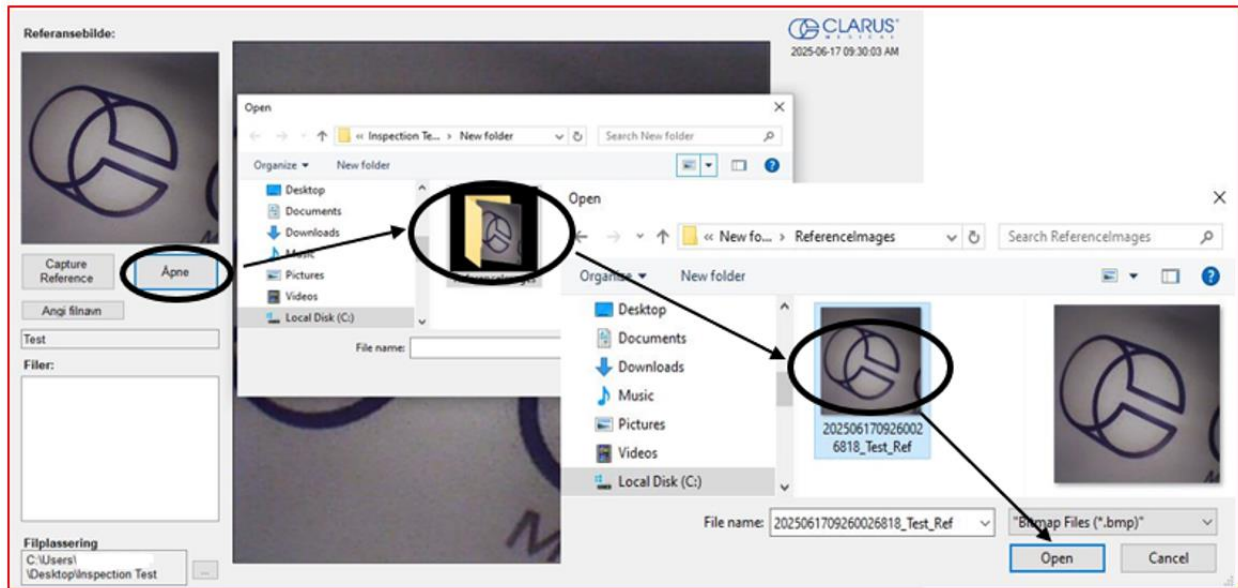 Referansebilde:
CLARUS
MEDICAL
2025-06-17 09:30:03 AM
Capture
Reference
Åpne
Angi filnavn
Test
Filer:
Filplassering
C:\Users\
\Desktop\Inspection Test
...
Open
« Inspection Te... > New folder
Search New folder
Organize
New folder
Desktop
Documents
Downloads
Music
Pictures
Videos
Local Disk (C:)
File name:
Open
« New fo... > ReferenceImages
Search ReferenceImages
Organize
New folder
Desktop
Documents
Downloads
Music
Pictures
Videos
Local Disk (C:)
202506170926002
6818_Test_Ref
File name:
2025061709260026818_Test_Ref
"Bitmap Files (*.bmp)"
Open
Cancel